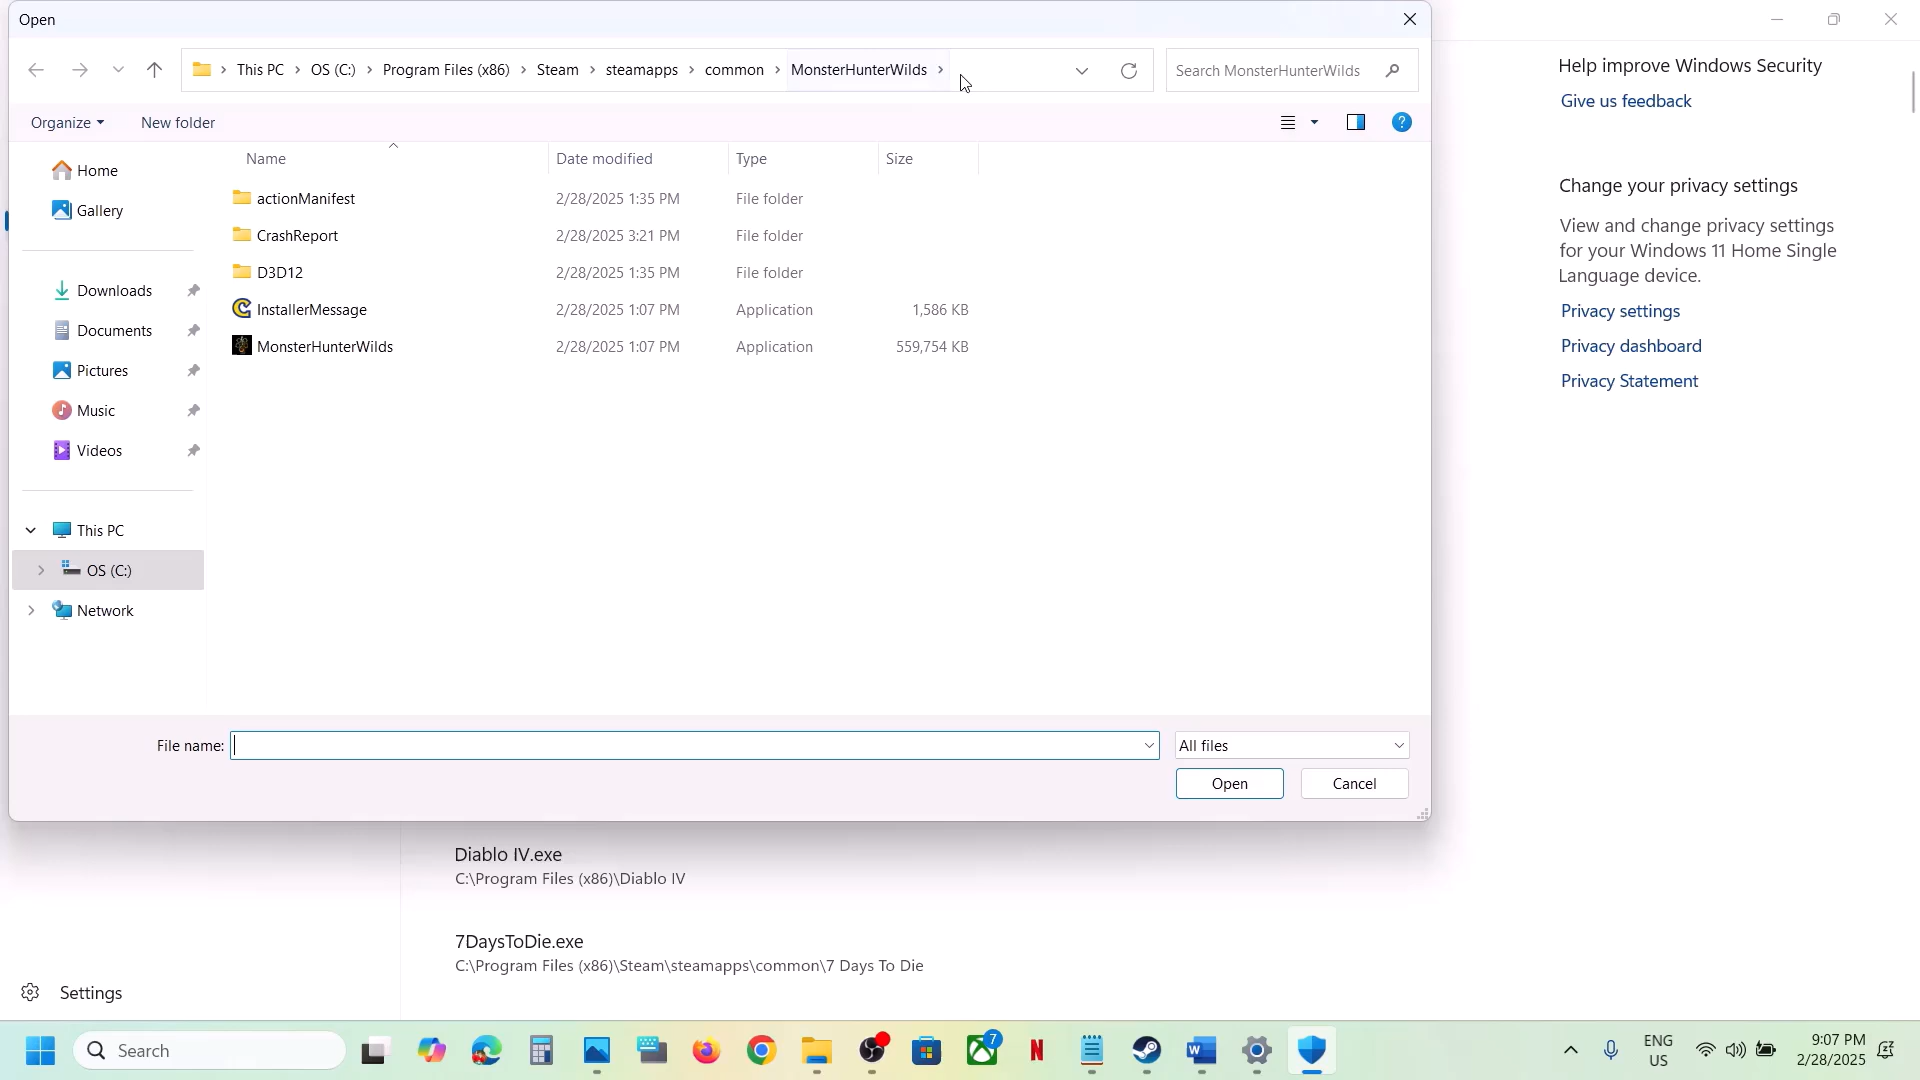 Open
This PC
OS (C:)
Program Files (x86)
Steam
steamapps
common
MonsterHunterWilds
Search MonsterHunterWilds
Organize
New folder
Name
Date modified
Type
Size
Home
Gallery
Downloads
Documents
Pictures
Music
Videos
This PC
OS (C:)
Network
actionManifest 2/28/2025 1:35 PM File folder
CrashReport 2/28/2025 3:21 PM File folder
D3D12 2/28/2025 1:35 PM File folder
InstallerMessage 2/28/2025 1:07 PM Application 1,586 KB
MonsterHunterWilds 2/28/2025 1:07 PM Application 559,754 KB
File name:
All files
Open
Cancel
Help improve Windows Security
Give us feedback
Change your privacy settings
View and change privacy settings
for your Windows 11 Home Single
Language device.
Privacy settings
Privacy dashboard
Privacy Statement
Diablo IV.exe
C:\Program Files (x86)\Diablo IV
7DaysToDie.exe
C:\Program Files (x86)\Steam\steamapps\common\7 Days To Die
Settings
Search
7
ENG
US
9:07 PM
2/28/2025